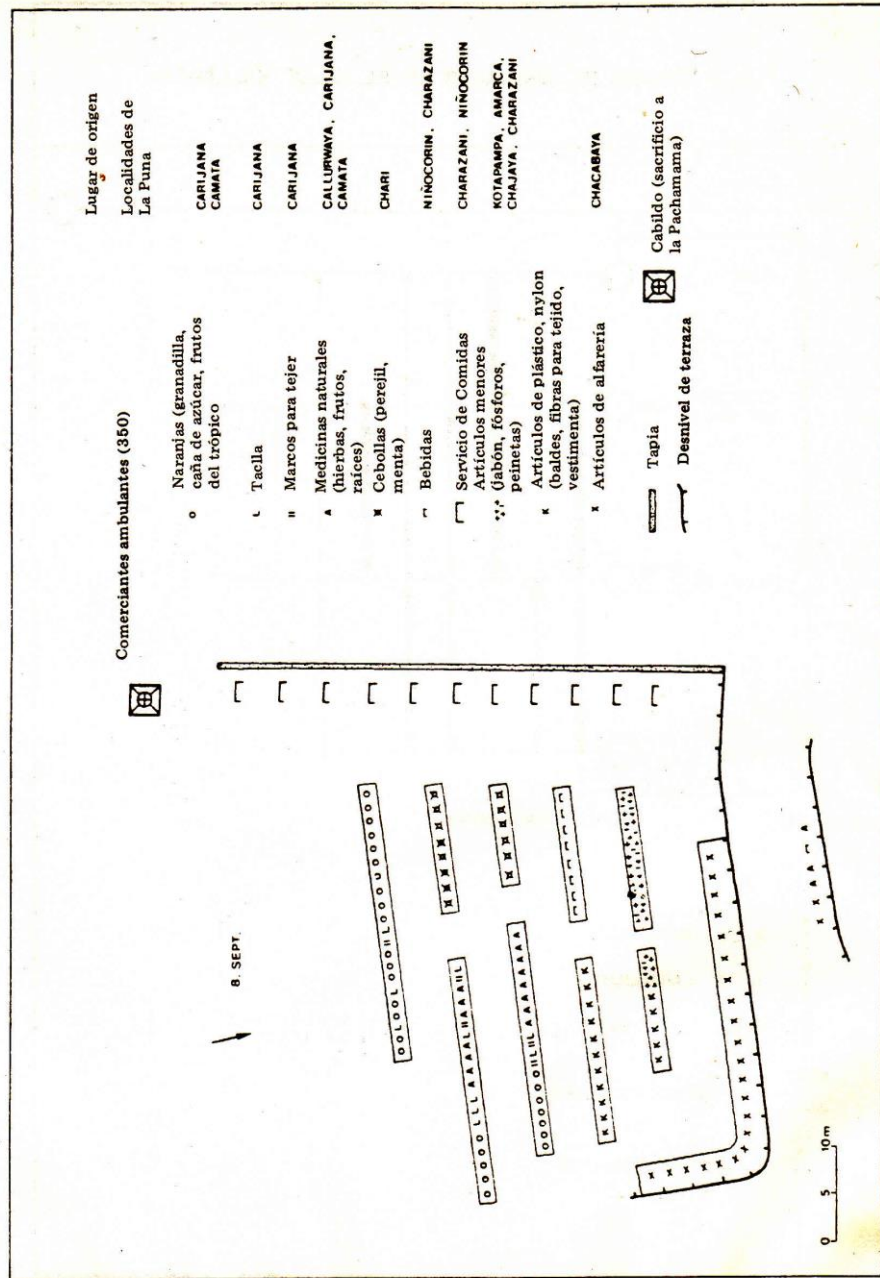 Comerciantes ambulantes (350)
Lugar de origen
Localidades de
La Puna
Naranjas (granadilla,
caña de azúcar, frutos
del trópico
CARIJANA
CAMATA
Taclla
CARIJANA
Marcos para tejer
CARIJANA
Medicinas naturales
(hierbas, frutos,
raíces)
CALLURWAYA, CARIJANA,
CAMATA
Cebollas (perejil,
menta)
CHARI
Bebidas
NIÑOCORIN, CHARAZANI
Servicio de Comidas
CHARAZANI, NIÑOCORIN
Artículos menores
(jabón, fósforos,
peinetas)
KOTAPAMPA, AMARCA,
CHAJAYA, CHARAZANI
Artículos de plástico, nylon
(baldes, fibras para tejido,
vestimenta)
Artículos de alfarería
CHACABAYA
Tapia
Desnivel de terraza
Cabildo (sacrificio a
la Pachamama)
8. SEPT.
0 5 10 m